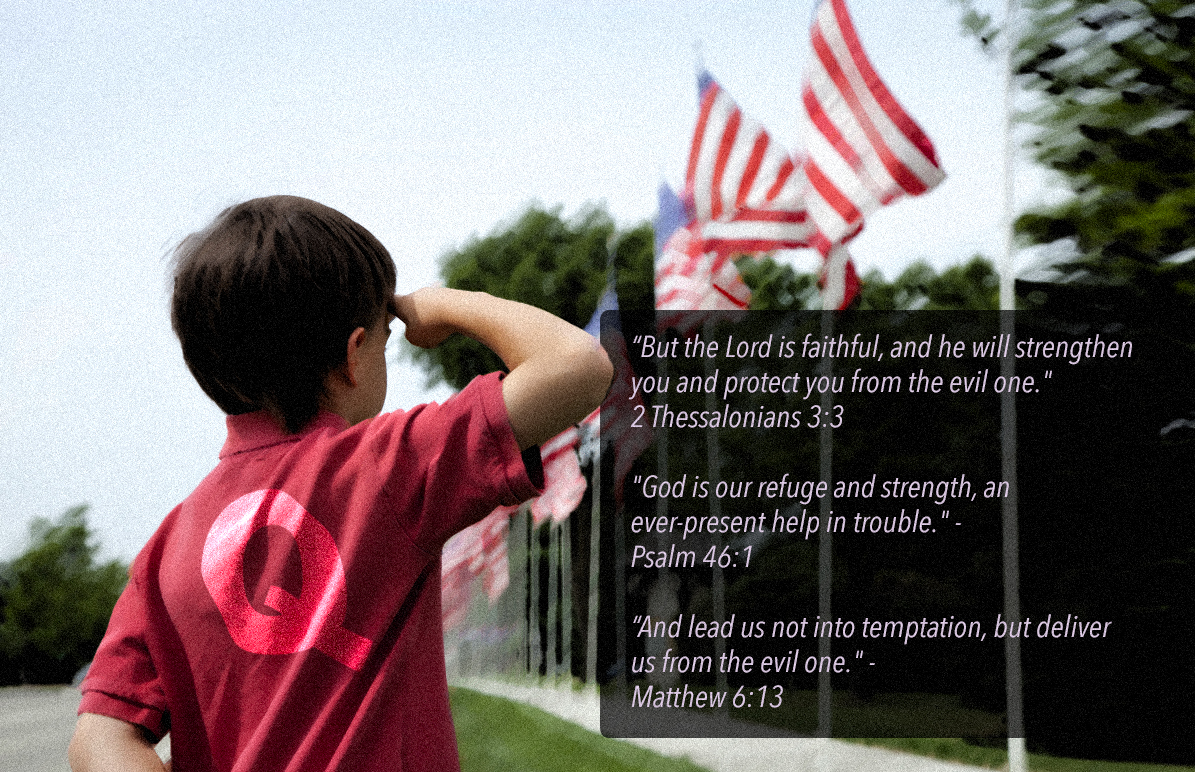 Q
“But the Lord is faithful, and he will strengthen
you and protect you from the evil one."
2 Thessalonians 3:3
"God is our refuge and strength, an
ever-present help in trouble." -
Psalm 46:1
“And lead us not into temptation, but deliver
us from the evil one." -
Matthew 6:13